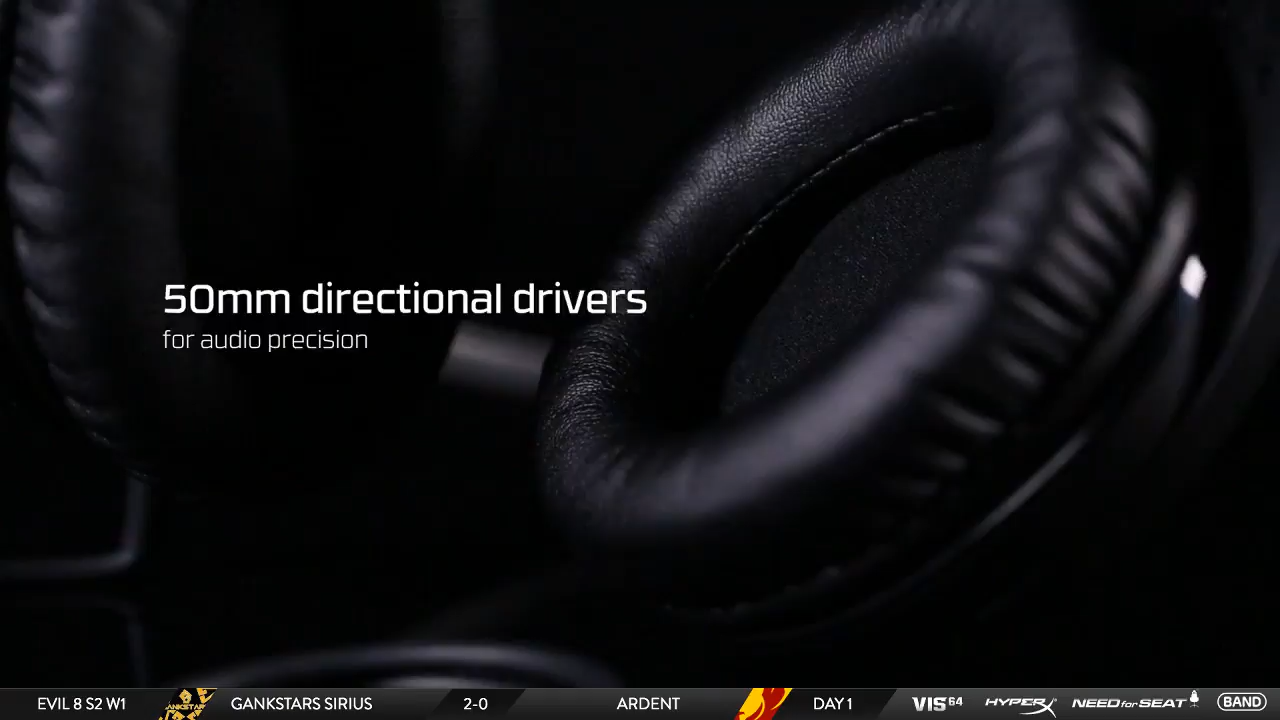 50mm directional drivers
for audio precision
EVIL 8 S2 W1
GANKSTARS
GANKSTARS SIRIUS
2-0
ARDENT
DAY 1
VIS64
HYPERX
NEED for SEAT
BAND